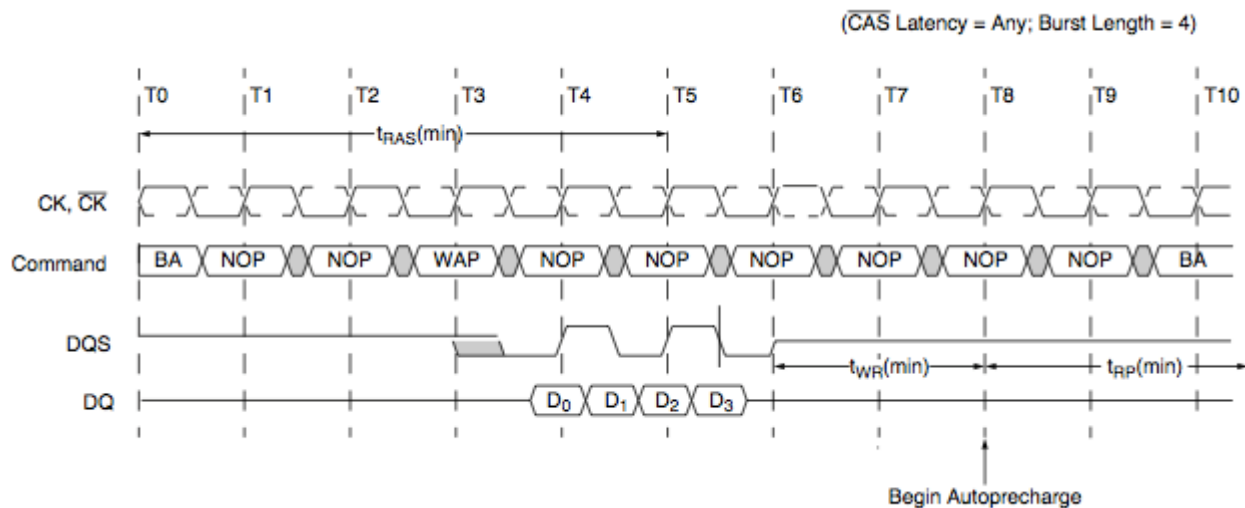 (C̅A̅S̅ Latency = Any; Burst Length = 4)
T0 T1 T2 T3 T4 T5 T6 T7 T8 T9 T10
tRAS(min)
CK, C̅K̅
Command BA NOP NOP WAP NOP NOP NOP NOP NOP NOP BA
DQS
tWR(min) tRP(min)
DQ D0 D1 D2 D3
Begin Autoprecharge